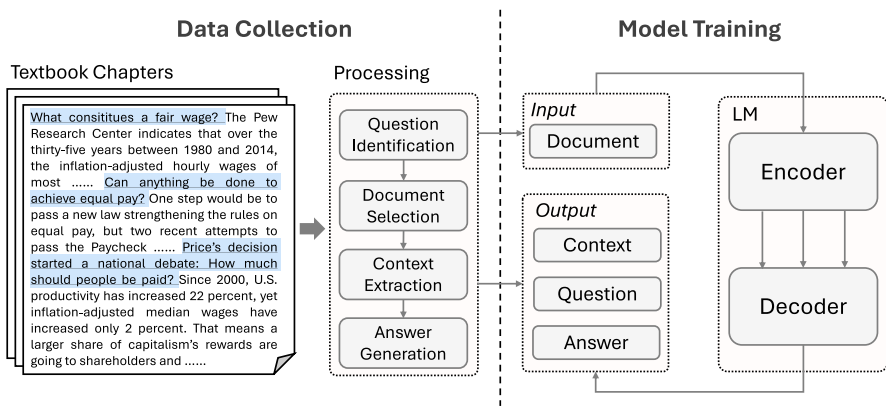 Data Collection
Model Training
Textbook Chapters
What consititues a fair wage? The Pew
Research Center indicates that over the
thirty-five years between 1980 and 2014,
the inflation-adjusted hourly wages of
most ...... Can anything be done to
achieve equal pay? One step would be to
pass a new law strengthening the rules on
equal pay, but two recent attempts to
pass the Paycheck ...... Price's decision
started a national debate: How much
should people be paid? Since 2000, U.S.
productivity has increased 22 percent, yet
inflation-adjusted median wages have
increased only 2 percent. That means a
larger share of capitalism's rewards are
going to shareholders and ......
Processing
Question
Identification
Document
Selection
Context
Extraction
Answer
Generation
Input
Document
Output
Context
Question
Answer
LM
Encoder
Decoder